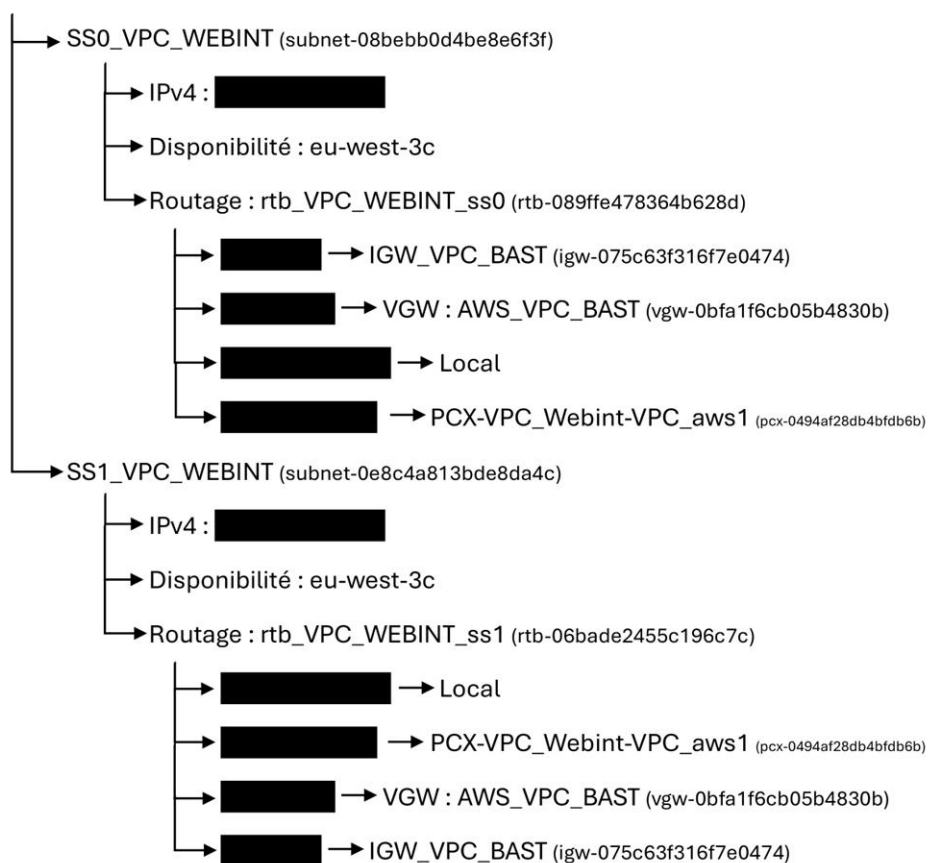 SS0_VPC_WEBINT (subnet-08bebb0d4be8e6f3f)
IPv4 :
Disponibilité : eu-west-3c
Routage : rtb_VPC_WEBINT_ss0 (rtb-089ffe478364b628d)
IGW_VPC_BAST (igw-075c63f316f7e0474)
VGW : AWS_VPC_BAST (vgw-0bfa1f6cb05b4830b)
Local
PCX-VPC_Webint-VPC_aws1 (pcx-0494af28db4bfdb6b)
SS1_VPC_WEBINT (subnet-0e8c4a813bde8da4c)
IPv4 :
Disponibilité : eu-west-3c
Routage : rtb_VPC_WEBINT_ss1 (rtb-06bade2455c196c7c)
Local
PCX-VPC_Webint-VPC_aws1 (pcx-0494af28db4bfdb6b)
VGW : AWS_VPC_BAST (vgw-0bfa1f6cb05b4830b)
IGW_VPC_BAST (igw-075c63f316f7e0474)